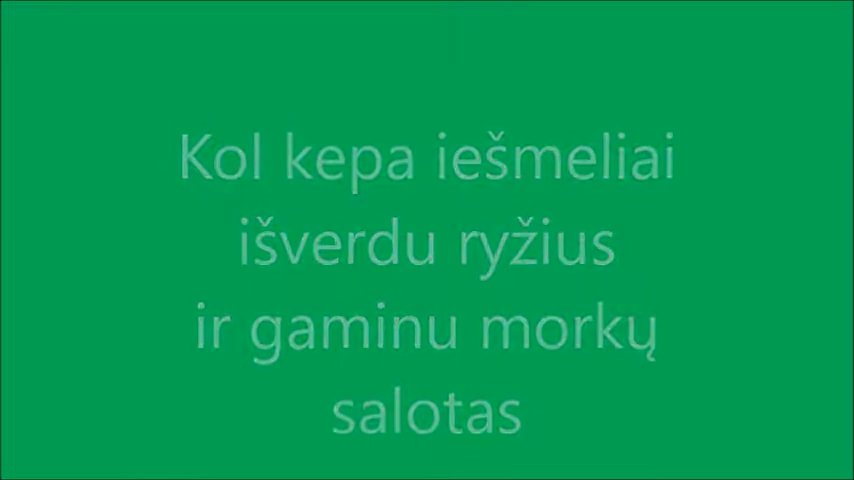 Kol kepa iešmeliai
išverdu ryžius
ir gaminu morkų
salotas